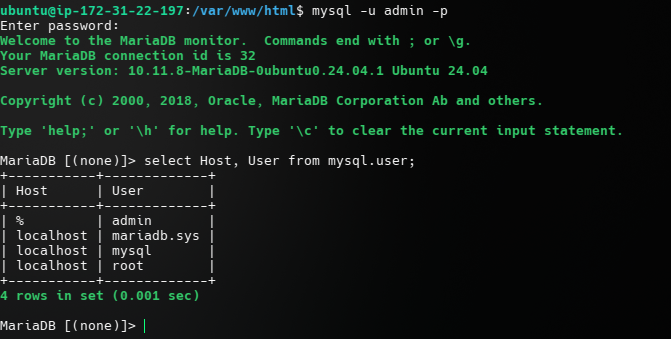 ubuntu@ip-172-31-22-197:/var/www/html$ mysql -u admin -p
Enter password:
Welcome to the MariaDB monitor.  Commands end with ; or \g.
Your MariaDB connection id is 32
Server version: 10.11.8-MariaDB-0ubuntu0.24.04.1 Ubuntu 24.04

Copyright (c) 2000, 2018, Oracle, MariaDB Corporation Ab and others.

Type 'help;' or '\h' for help. Type '\c' to clear the current input statement.

MariaDB [(none)]> select Host, User from mysql.user;
+-----------+-------------+
| Host      | User        |
+-----------+-------------+
| %         | admin       |
| localhost | mariadb.sys |
| localhost | mysql       |
| localhost | root        |
+-----------+-------------+
4 rows in set (0.001 sec)

MariaDB [(none)]>